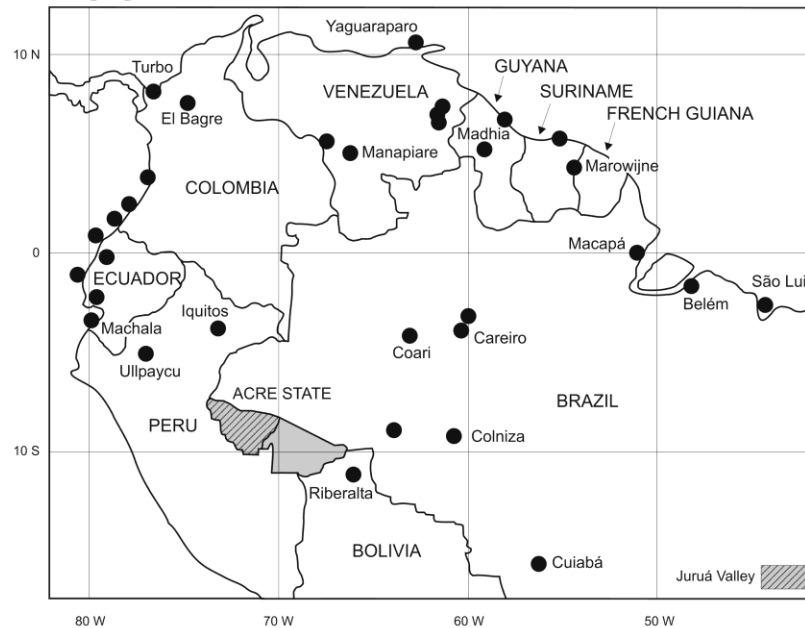 Yaguaraparo
10 N
Turbo
GUYANA
VENEZUELA
SURINAME
El Bagre
FRENCH GUIANA
Madhia
Manapiare
Marowijne
COLOMBIA
Macapá
0
ECUADOR
São Lui
Iquitos
Belém
Machala
Careiro
Coari
Ullpaycu
ACRE STATE
BRAZIL
PERU
Colniza
10 S
Riberalta
BOLIVIA
Cuiabá
Juruá Valley
80 W
70 W
60 W
50 W